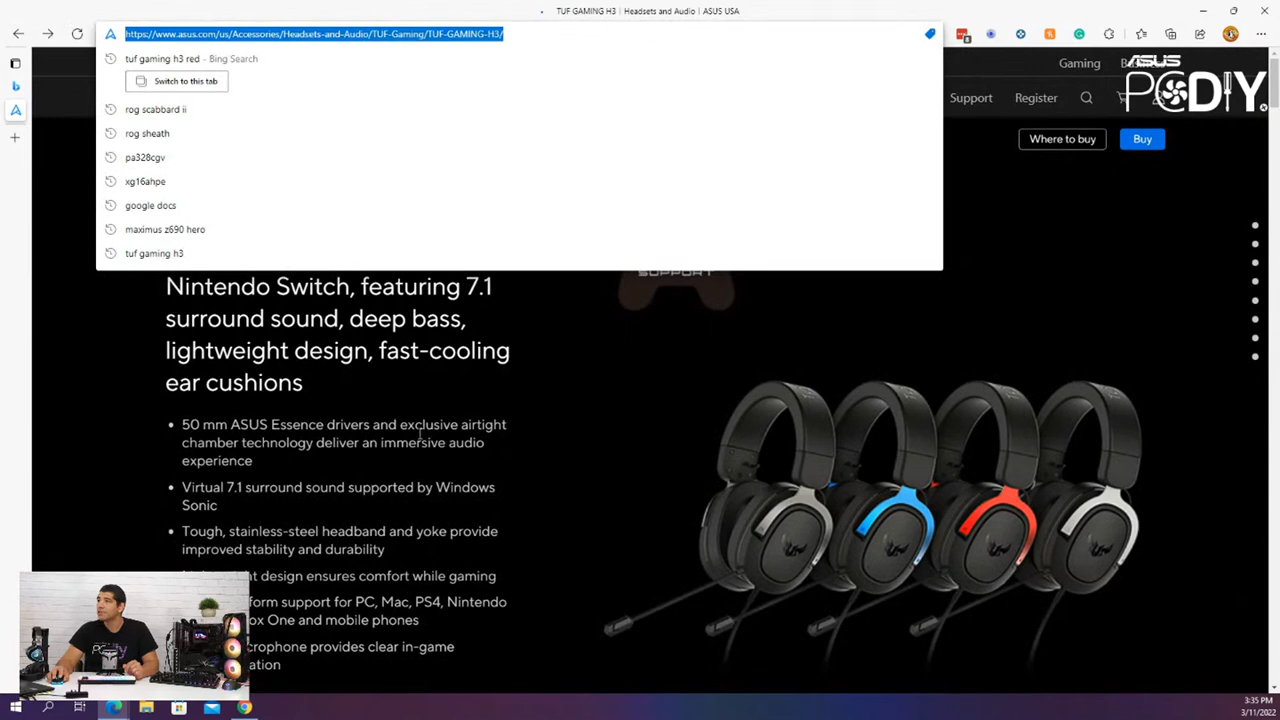 TUF GAMING H3 | Headsets and Audio | ASUS USA
https://www.asus.com/us/Accessories/Headsets-and-Audio/TUF-Gaming/TUF-GAMING-H3/
tuf gaming h3 red – Bing Search
Switch to this tab
rog scabbard ii
rog sheath
pa328cgv
xg16ahpe
google docs
maximus z690 hero
tuf gaming h3
Gaming
ASUS
PCDIY.
Support
Register
Where to buy
Buy
SUPPORT
Nintendo Switch, featuring 7.1
surround sound, deep bass,
lightweight design, fast-cooling
ear cushions
50 mm ASUS Essence drivers and exclusive airtight
chamber technology deliver an immersive audio
experience
Virtual 7.1 surround sound supported by Windows
Sonic
Tough, stainless-steel headband and yoke provide
improved stability and durability
design ensures comfort while gaming
form support for PC, Mac, PS4, Nintendo
ox One and mobile phones
crophone provides clear in-game
ation
3:35 PM
3/11/2022